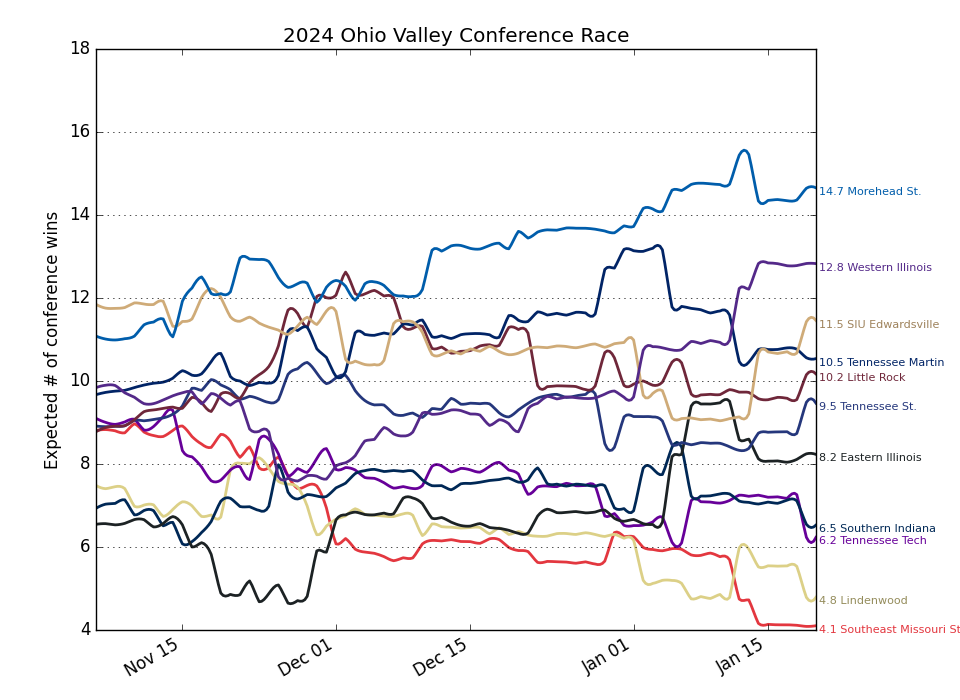 2024 Ohio Valley Conference Race
Expected # of conference wins
18
16
14
12
10
8
6
4
Nov 15
Dec 01
Dec 15
Jan 01
Jan 15
14.7 Morehead St.
12.8 Western Illinois
11.5 SIU Edwardsville
10.5 Tennessee Martin
10.2 Little Rock
9.5 Tennessee St.
8.2 Eastern Illinois
6.5 Southern Indiana
6.2 Tennessee Tech
4.8 Lindenwood
4.1 Southeast Missouri St